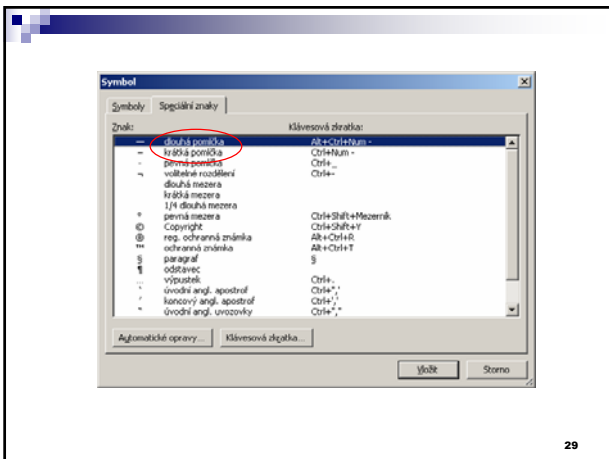 Symbol
Symboly Speciální znaky
Znak: Klávesová zkratka:
— dlouhá pomlčka Alt+Ctrl+Num -
– krátká pomlčka Ctrl+Num -
- pevná pomlčka Ctrl+_
¬ volitelné rozdělení Ctrl+-
dlouhá mezera
krátká mezera
1/4 dlouhá mezera
° pevná mezera Ctrl+Shift+Mezerník
© Copyright Ctrl+Shift+Y
® reg. ochranná známka Alt+Ctrl+R
™ ochranná známka Alt+Ctrl+T
§ paragraf §
¶ odstavec
… výpustek Ctrl+.
‘ úvodní angl. apostrof Ctrl+','
’ koncový angl. apostrof Ctrl+','
“ úvodní angl. uvozovky Ctrl+","
Automatické opravy... Klávesová zkratka...
Vložit Storno
29